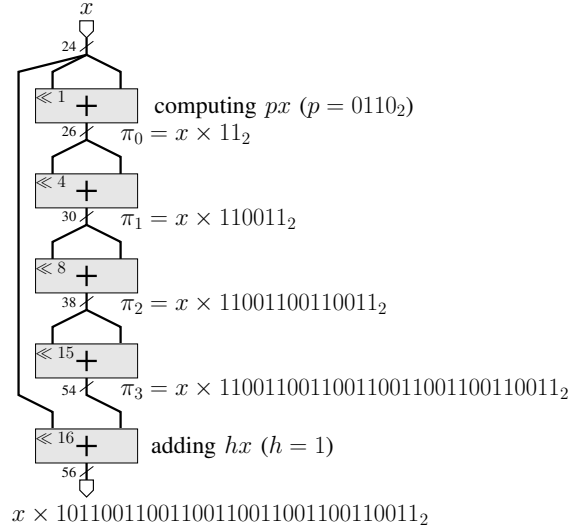 x
24
≪ 1
+
computing px (p = 0110₂)
26
π₀ = x × 11₂
≪ 4
+
30
π₁ = x × 110011₂
≪ 8
+
38
π₂ = x × 11001100110011₂
≪ 15
+
54
π₃ = x × 110011001100110011001100110011₂
≪ 16
+
adding hx (h = 1)
56
x × 10110011001100110011001100110011₂